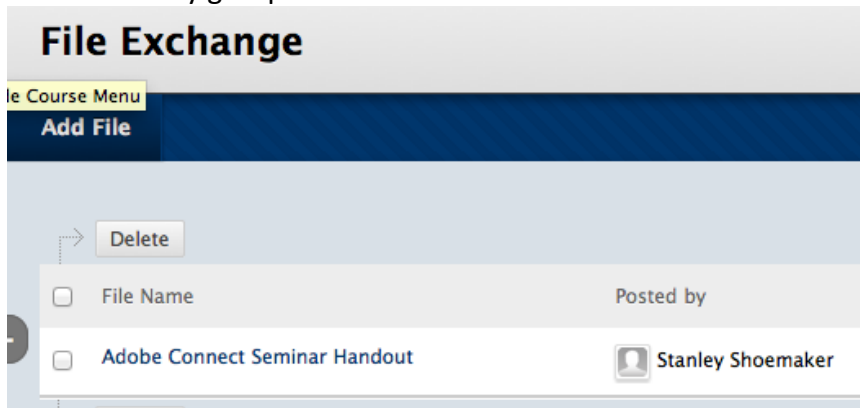 File Exchange
le Course Menu
Add File
Delete
File Name Posted by
Adobe Connect Seminar Handout Stanley Shoemaker